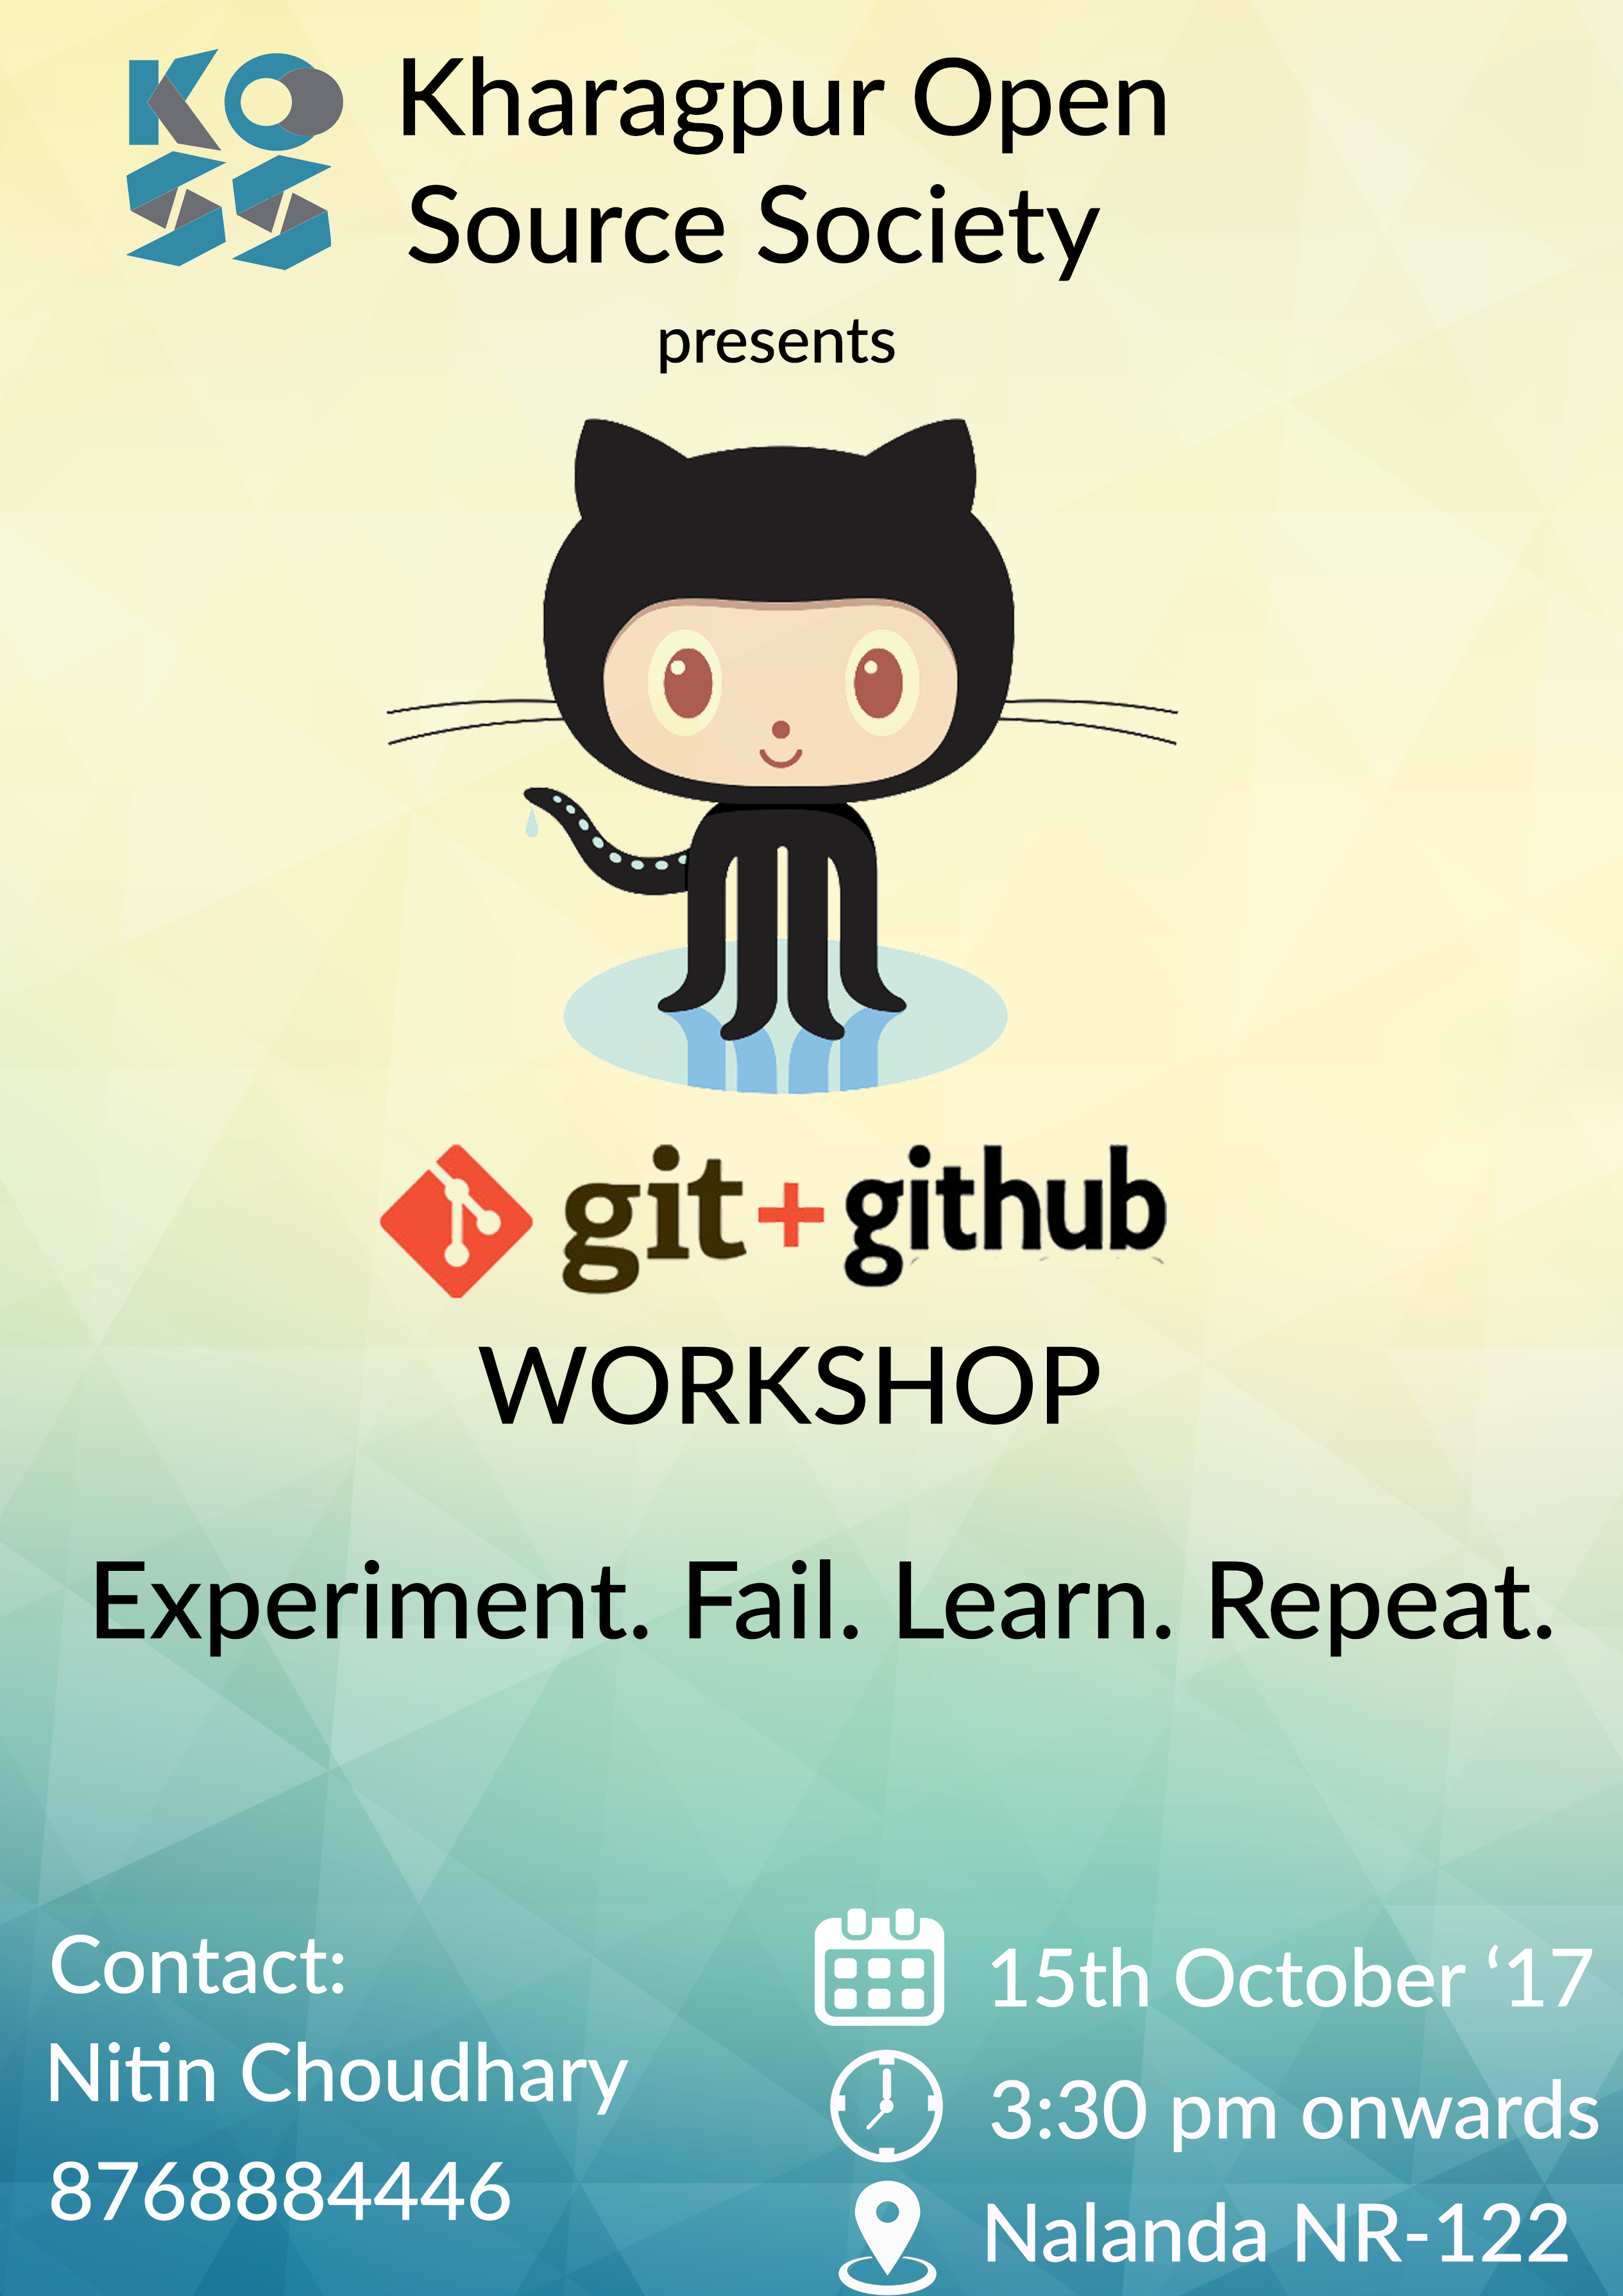 KO
SS
Kharagpur Open
Source Society
presents
git + github
WORKSHOP
Experiment. Fail. Learn. Repeat.
Contact:
Nitin Choudhary
8768884446
15th October ‘17
3:30 pm onwards
Nalanda NR-122